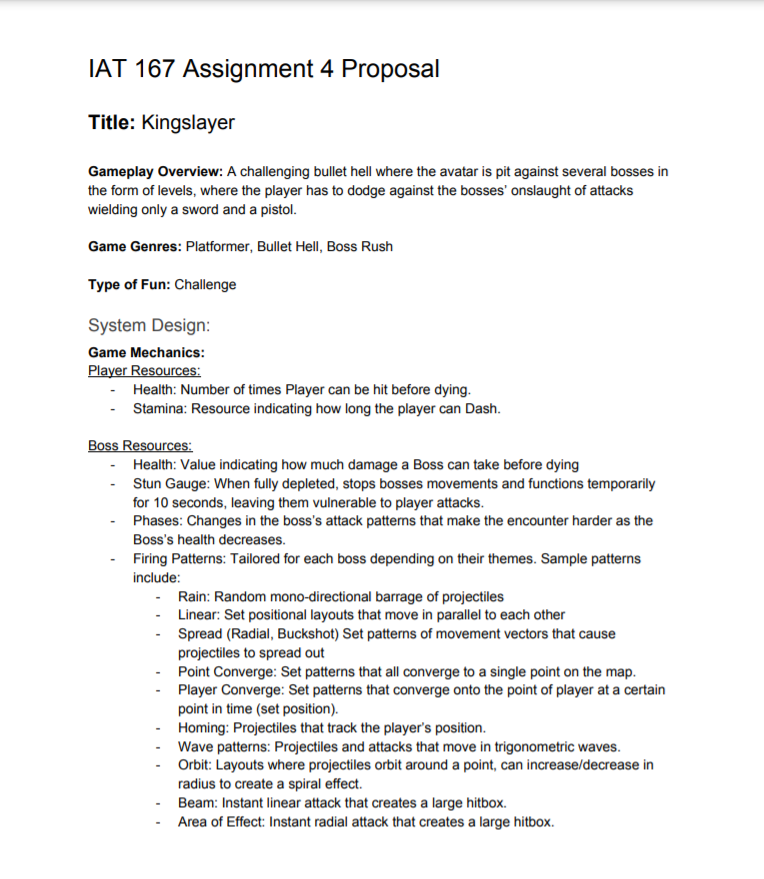 IAT 167 Assignment 4 Proposal
Title: Kingslayer
Gameplay Overview: A challenging bullet hell where the avatar is pit against several bosses in
the form of levels, where the player has to dodge against the bosses’ onslaught of attacks
wielding only a sword and a pistol.
Game Genres: Platformer, Bullet Hell, Boss Rush
Type of Fun: Challenge
System Design:
Game Mechanics:
Player Resources:
- Health: Number of times Player can be hit before dying.
- Stamina: Resource indicating how long the player can Dash.
Boss Resources:
- Health: Value indicating how much damage a Boss can take before dying
- Stun Gauge: When fully depleted, stops bosses movements and functions temporarily
for 10 seconds, leaving them vulnerable to player attacks.
- Phases: Changes in the boss’s attack patterns that make the encounter harder as the
Boss’s health decreases.
- Firing Patterns: Tailored for each boss depending on their themes. Sample patterns
include:
- Rain: Random mono-directional barrage of projectiles
- Linear: Set positional layouts that move in parallel to each other
- Spread (Radial, Buckshot) Set patterns of movement vectors that cause
projectiles to spread out
- Point Converge: Set patterns that all converge to a single point on the map.
- Player Converge: Set patterns that converge onto the point of player at a certain
point in time (set position).
- Homing: Projectiles that track the player’s position.
- Wave patterns: Projectiles and attacks that move in trigonometric waves.
- Orbit: Layouts where projectiles orbit around a point, can increase/decrease in
radius to create a spiral effect.
- Beam: Instant linear attack that creates a large hitbox.
- Area of Effect: Instant radial attack that creates a large hitbox.